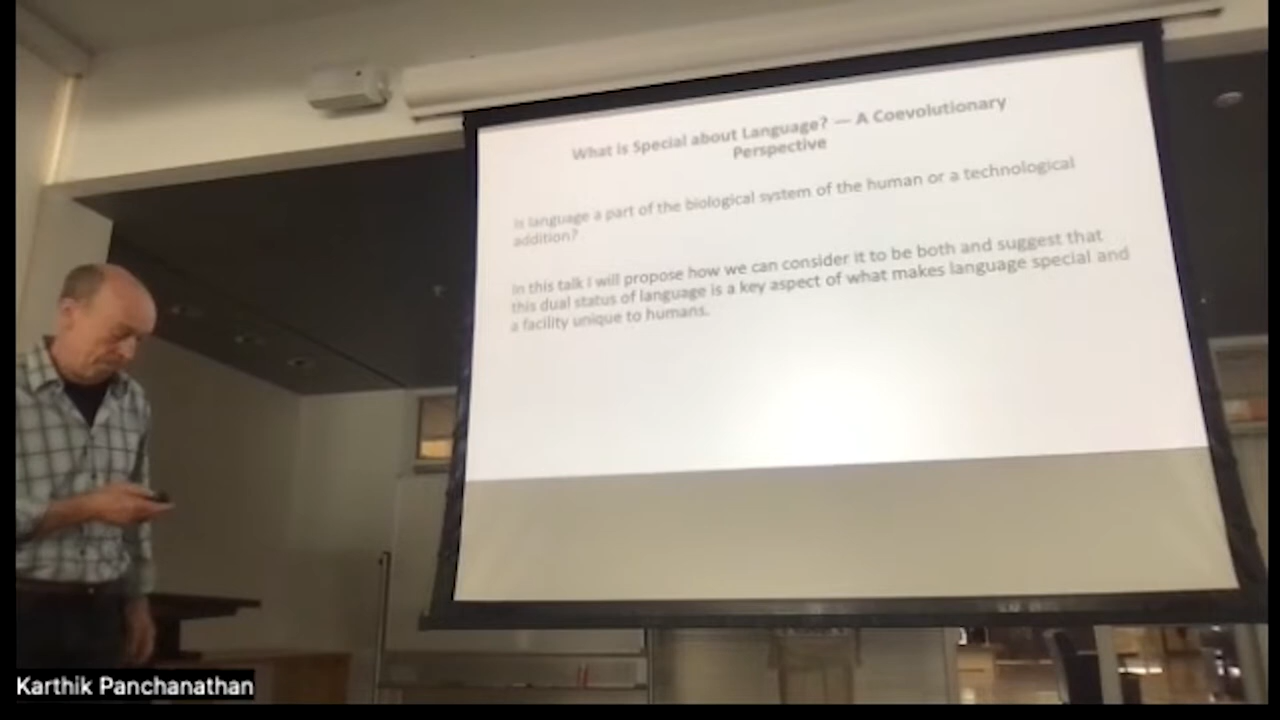 What is Special about Language? — A Coevolutionary
Perspective
Is language a part of the biological system of the human or a technological
addition?
In this talk I will propose how we can consider it to be both and suggest that
this dual status of language is a key aspect of what makes language special and
a facility unique to humans.
Karthik Panchanathan